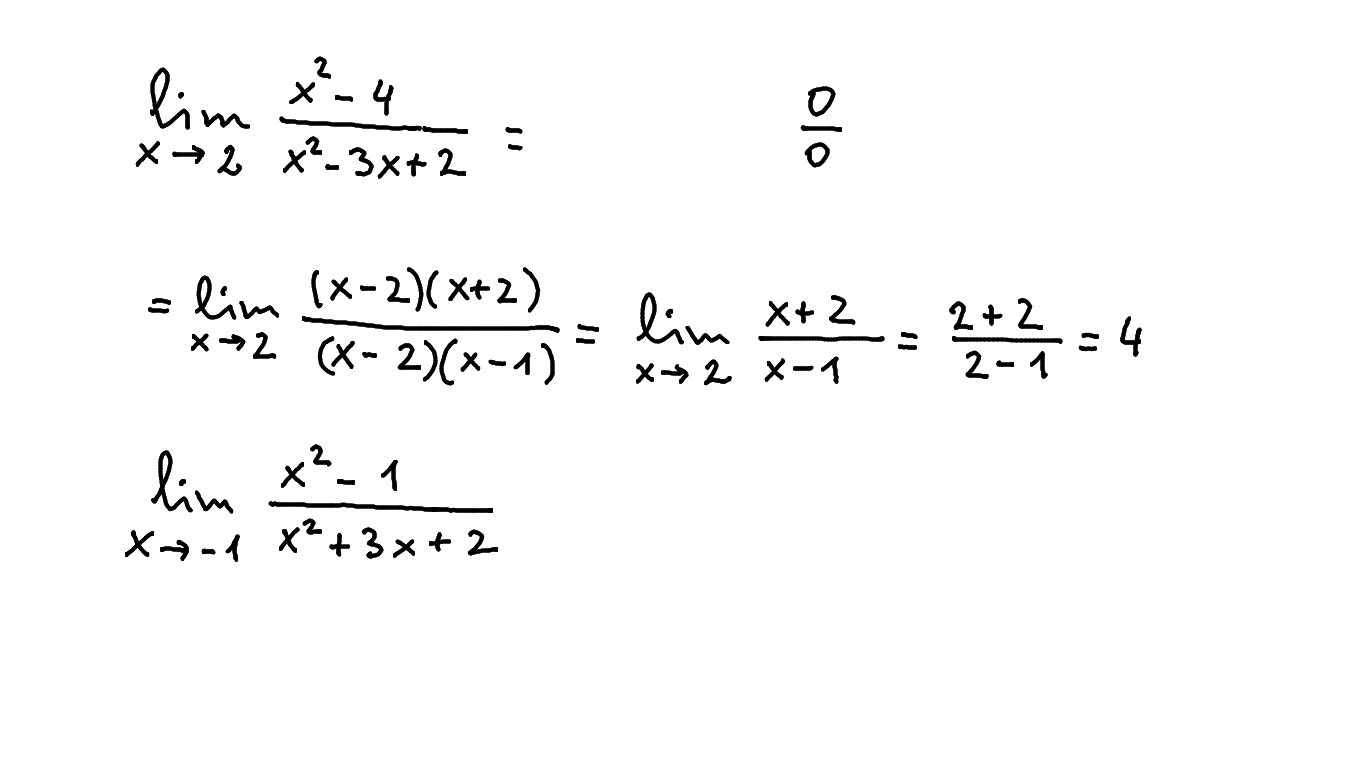 lim x→2 (x² - 4)/(x² - 3x + 2) = 0/0
= lim x→2 ((x - 2)(x + 2))/((x - 2)(x - 1)) = lim x→2 (x + 2)/(x - 1) = (2 + 2)/(2 - 1) = 4
lim x→-1 (x² - 1)/(x² + 3x + 2)